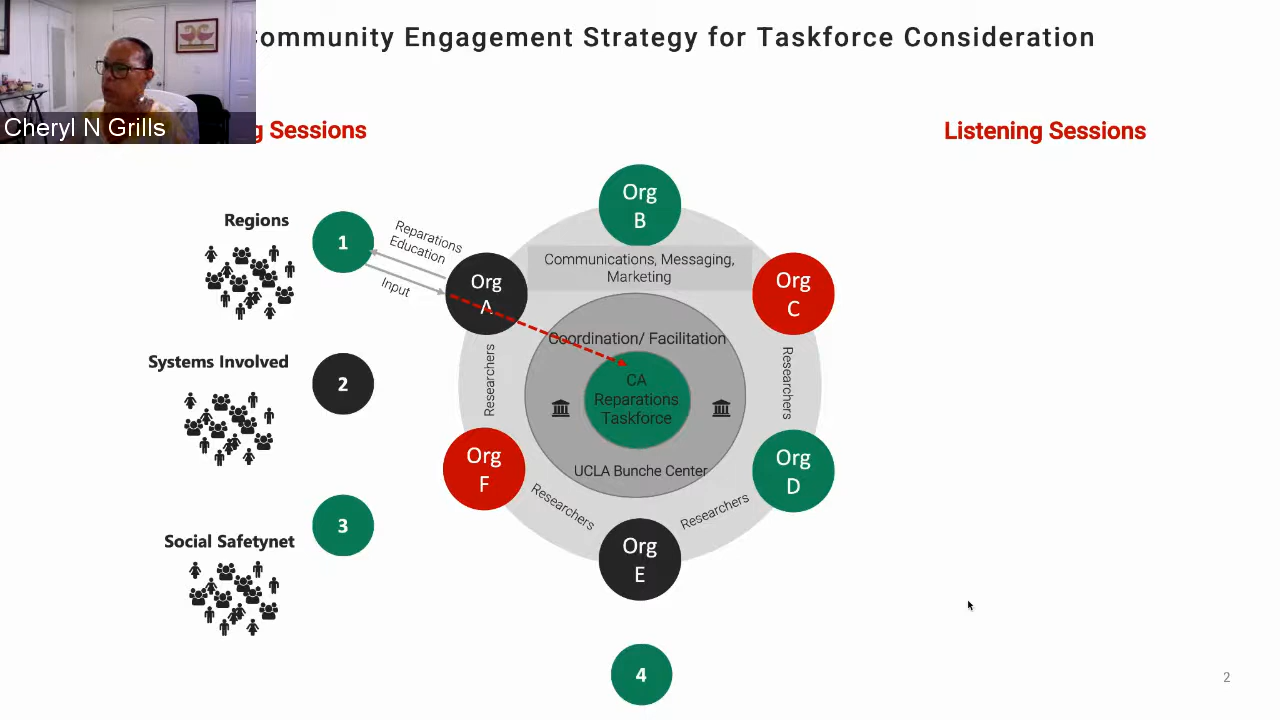 ommunity Engagement Strategy for Taskforce Consideration
Cheryl N Grills
g Sessions
Listening Sessions
Regions
1
Reparations
Education
Input
Systems Involved
2
Social Safetynet
3
4
Org
A
Org
B
Org
C
Org
D
Org
E
Org
F
Communications, Messaging,
Marketing
Coordination/ Facilitation
CA
Reparations
Taskforce
UCLA Bunche Center
Researchers
Researchers
Researchers
Researchers
2